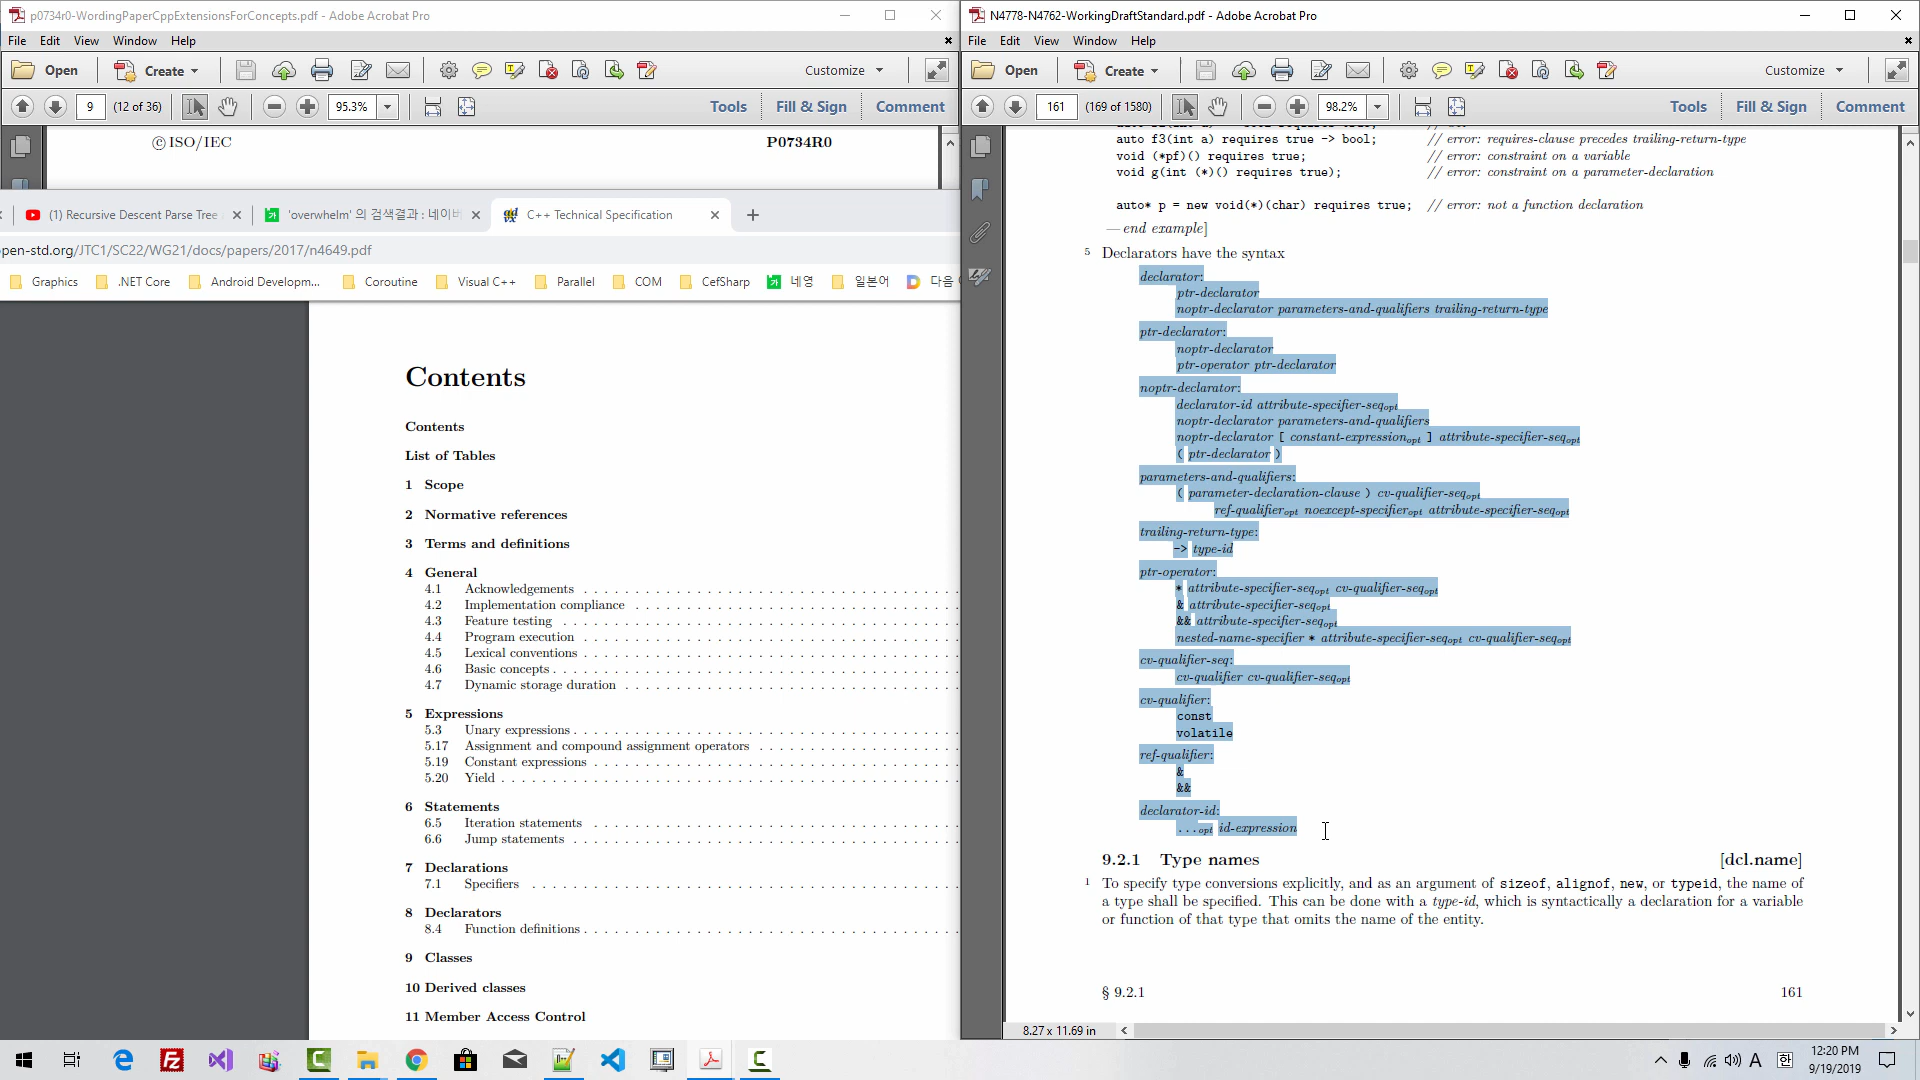 p0734r0-WordingPaperCppExtensionsForConcepts.pdf - Adobe Acrobat Pro
File Edit View Window Help
Open Create Customize
9 (12 of 36) 95.3% Tools Fill & Sign Comment
© ISO/IEC P0734R0
(1) Recursive Descent Parse Tree
'overwhelm' 의 검색결과 : 네이버
C++ Technical Specification
open-std.org/JTC1/SC22/WG21/docs/papers/2017/n4649.pdf
Graphics .NET Core Android Developm... Coroutine Visual C++ Parallel COM CefSharp 네영 일본어 다음
Contents
Contents
List of Tables
1 Scope
2 Normative references
3 Terms and definitions
4 General
4.1 Acknowledgements
4.2 Implementation compliance
4.3 Feature testing
4.4 Program execution
4.5 Lexical conventions
4.6 Basic concepts
4.7 Dynamic storage duration
5 Expressions
5.3 Unary expressions
5.17 Assignment and compound assignment operators
5.19 Constant expressions
5.20 Yield
6 Statements
6.5 Iteration statements
6.6 Jump statements
7 Declarations
7.1 Specifiers
8 Declarators
8.4 Function definitions
9 Classes
10 Derived classes
11 Member Access Control
N4778-N4762-WorkingDraftStandard.pdf - Adobe Acrobat Pro
File Edit View Window Help
Open Create Customize
161 (169 of 1580) 98.2% Tools Fill & Sign Comment
auto f3(int a) requires true -> bool; // error: requires-clause precedes trailing-return-type
void (*pf)() requires true; // error: constraint on a variable
void g(int (*)() requires true); // error: constraint on a parameter-declaration
auto* p = new void(*)(char) requires true; // error: not a function declaration
— end example]
5 Declarators have the syntax
declarator:
ptr-declarator
noptr-declarator parameters-and-qualifiers trailing-return-type
ptr-declarator:
noptr-declarator
ptr-operator ptr-declarator
noptr-declarator:
declarator-id attribute-specifier-seqopt
noptr-declarator parameters-and-qualifiers
noptr-declarator [ constant-expressionopt ] attribute-specifier-seqopt
( ptr-declarator )
parameters-and-qualifiers:
( parameter-declaration-clause ) cv-qualifier-seqopt
ref-qualifieropt noexcept-specifieropt attribute-specifier-seqopt
trailing-return-type:
-> type-id
ptr-operator:
* attribute-specifier-seqopt cv-qualifier-seqopt
& attribute-specifier-seqopt
&& attribute-specifier-seqopt
nested-name-specifier * attribute-specifier-seqopt cv-qualifier-seqopt
cv-qualifier-seq:
cv-qualifier cv-qualifier-seqopt
cv-qualifier:
const
volatile
ref-qualifier:
&
&&
declarator-id:
...opt id-expression
9.2.1 Type names [dcl.name]
1 To specify type conversions explicitly, and as an argument of sizeof, alignof, new, or typeid, the name of
a type shall be specified. This can be done with a type-id, which is syntactically a declaration for a variable
or function of that type that omits the name of the entity.
§ 9.2.1 161
8.27 x 11.69 in
A 한 12:20 PM
9/19/2019